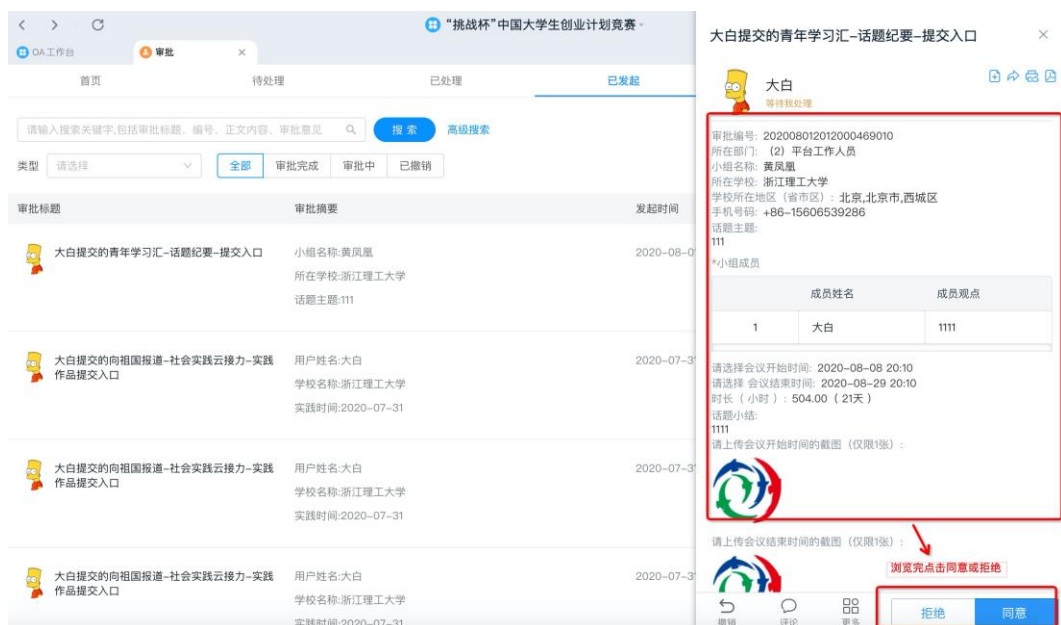 “挑战杯”中国大学生创业计划竞赛
OA工作台
审批
首页
待处理
已处理
已发起
请输入搜索关键字,包括审批标题、编号、正文内容、审批意见
搜 索
高级搜索
类型
请选择
全部
审批完成
审批中
已撤销
审批标题
审批摘要
发起时间
大白提交的青年学习汇-话题纪要-提交入口
小组名称:黄凤凰
所在学校:浙江理工大学
话题主题:111
2020-08-0
大白提交的向祖国报道-社会实践云接力-实践
作品提交入口
用户姓名:大白
学校名称:浙江理工大学
实践时间:2020-07-31
2020-07-3
大白提交的向祖国报道-社会实践云接力-实践
作品提交入口
用户姓名:大白
学校名称:浙江理工大学
实践时间:2020-07-31
2020-07-3
大白提交的向祖国报道-社会实践云接力-实践
作品提交入口
用户姓名:大白
学校名称:浙江理工大学
实践时间:2020-07-31
2020-07-3
大白提交的青年学习汇-话题纪要-提交入口
大白
等待我处理
审批编号: 202008012012000469010
所在部门: (2) 平台工作人员
小组名称: 黄凤凰
所在学校: 浙江理工大学
学校所在地区（省市区）: 北京,北京市,西城区
手机号码: +86-15606539286
话题主题:
111
*小组成员
成员姓名
成员观点
1
大白
1111
请选择会议开始时间: 2020-08-08 20:10
请选择 会议结束时间: 2020-08-29 20:10
时长（小时）: 504.00（21天）
话题小结:
1111
请上传会议开始时间的截图（仅限1张）:
请上传会议结束时间的截图（仅限1张）:
浏览完点击同意或拒绝
撤销
评论
更多
拒绝
同意